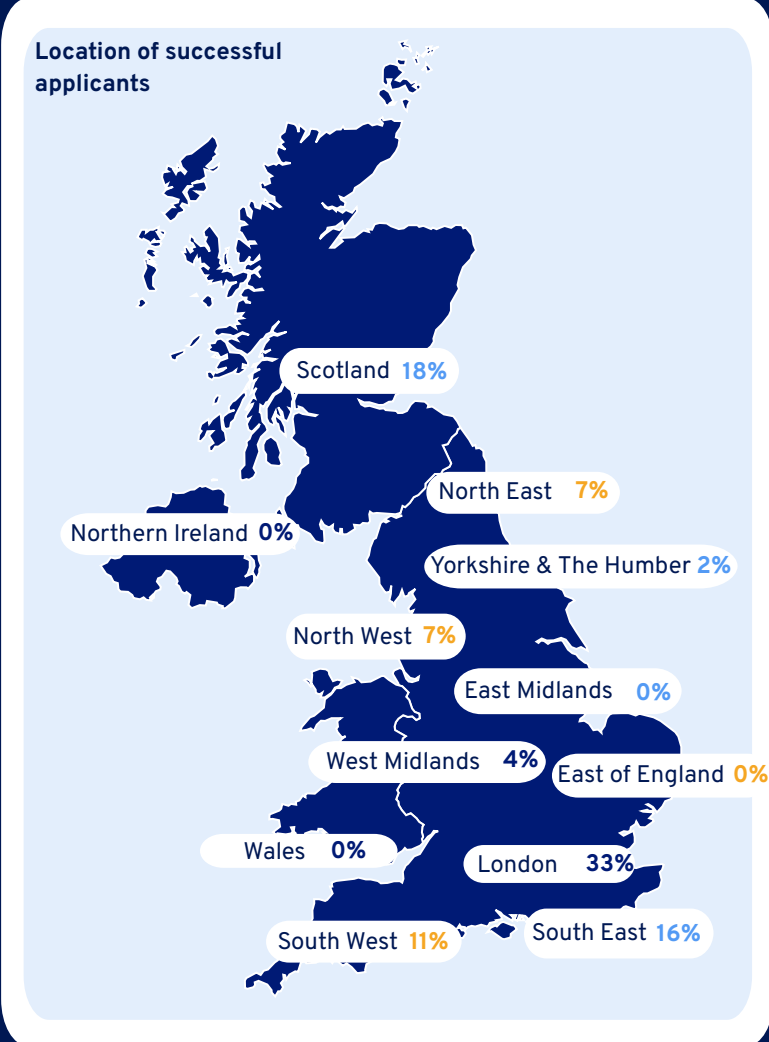 Location of successful
applicants
Scotland 18%
North East 7%
Northern Ireland 0%
Yorkshire & The Humber 2%
North West 7%
East Midlands 0%
West Midlands 4%
East of England 0%
Wales 0%
London 33%
South West 11%
South East 16%